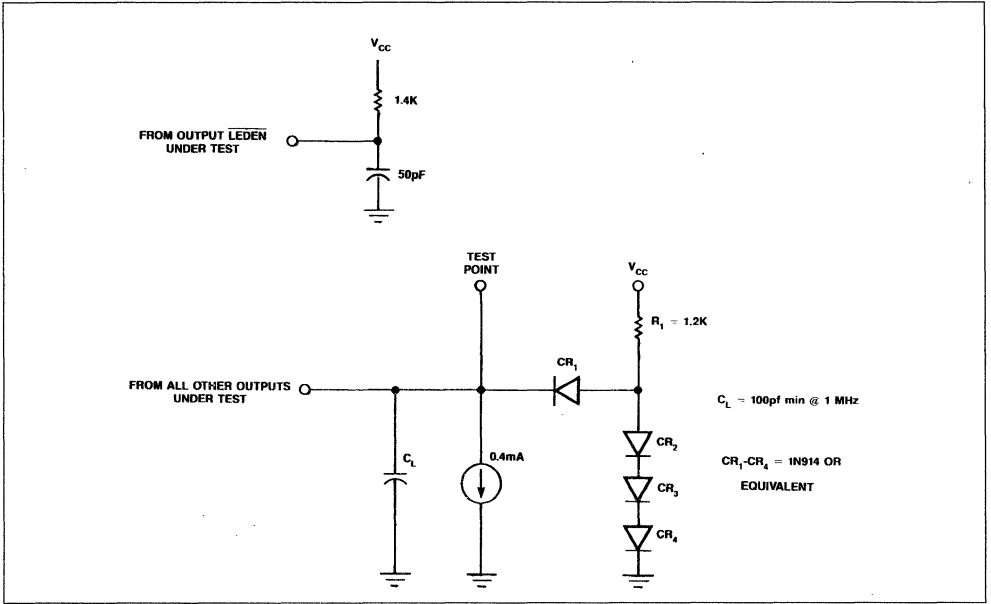 V_CC
1.4K
FROM OUTPUT L̅E̅D̅E̅N̅
UNDER TEST
50pF
TEST
POINT
V_CC
R_1 = 1.2K
CR_1
FROM ALL OTHER OUTPUTS
UNDER TEST
C_L = 100pf min @ 1 MHz
CR_2
C_L
0.4mA
CR_1-CR_4 = 1N914 OR
EQUIVALENT
CR_3
CR_4